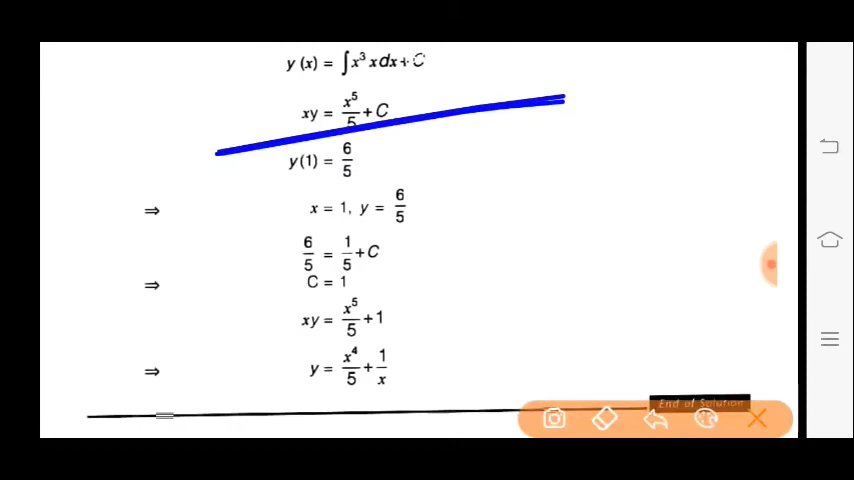 y (x) = ∫x³ x dx + C
xy = x⁵/5 + C
y(1) = 6/5
⇒ x = 1, y = 6/5
6/5 = 1/5 + C
⇒ C = 1
xy = x⁵/5 + 1
⇒ y = x⁴/5 + 1/x
End of Solution